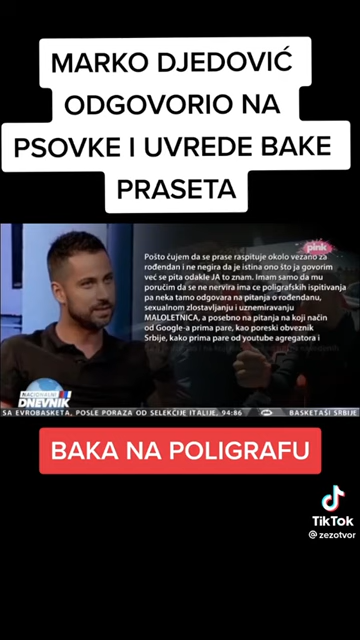 MARKO DJEDOVIĆ
ODGOVORIO NA
PSOVKE I UVREDE BAKE
PRASETA
pink
Pošto čujem da se prase raspituje okolo vezano za
rođendan i ne negira da je istina ono što ja govorim
već se pita odakle JA to znam. Imam samo da mu
poručim da se ne nervira ima ce poligrafskih ispitivanja
pa neka tamo odgovara na pitanja o rođendanu,
sexualnom zlostavljanju i uznemiravanju
MALOLETNICA, a posebno na pitanja na koji način
od Google-a prima pare, kao poreski obveznik
Srbije, kako prima pare od youtube agregatora i
NACIONALNI
DNEVNIK
SA EVROBASKETA, POSLE PORAZA OD SELEKCIJE ITALIJE, 94:86
BASKETAŠI SRBIJE
BAKA NA POLIGRAFU
TikTok
@zezotvor